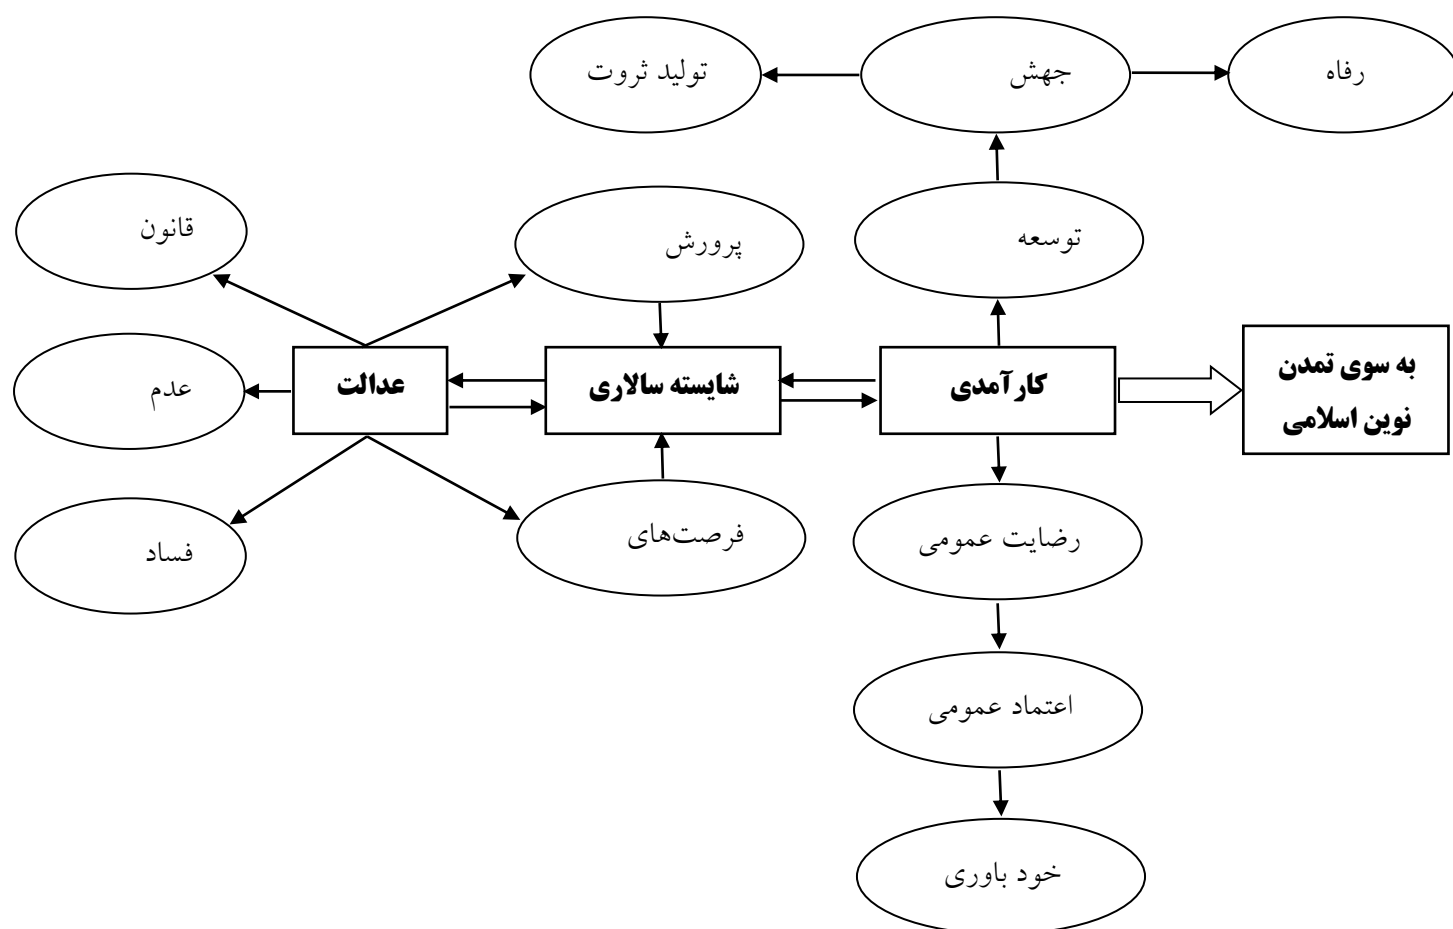 رفاه
جهش
تولید ثروت
توسعه
پرورش
قانون
به سوی تمدن
نوین اسلامی
کارآمدی
شایسته سالاری
عدالت
عدم
رضایت عمومی
فرصت‌های
فساد
اعتماد عمومی
خود باوری